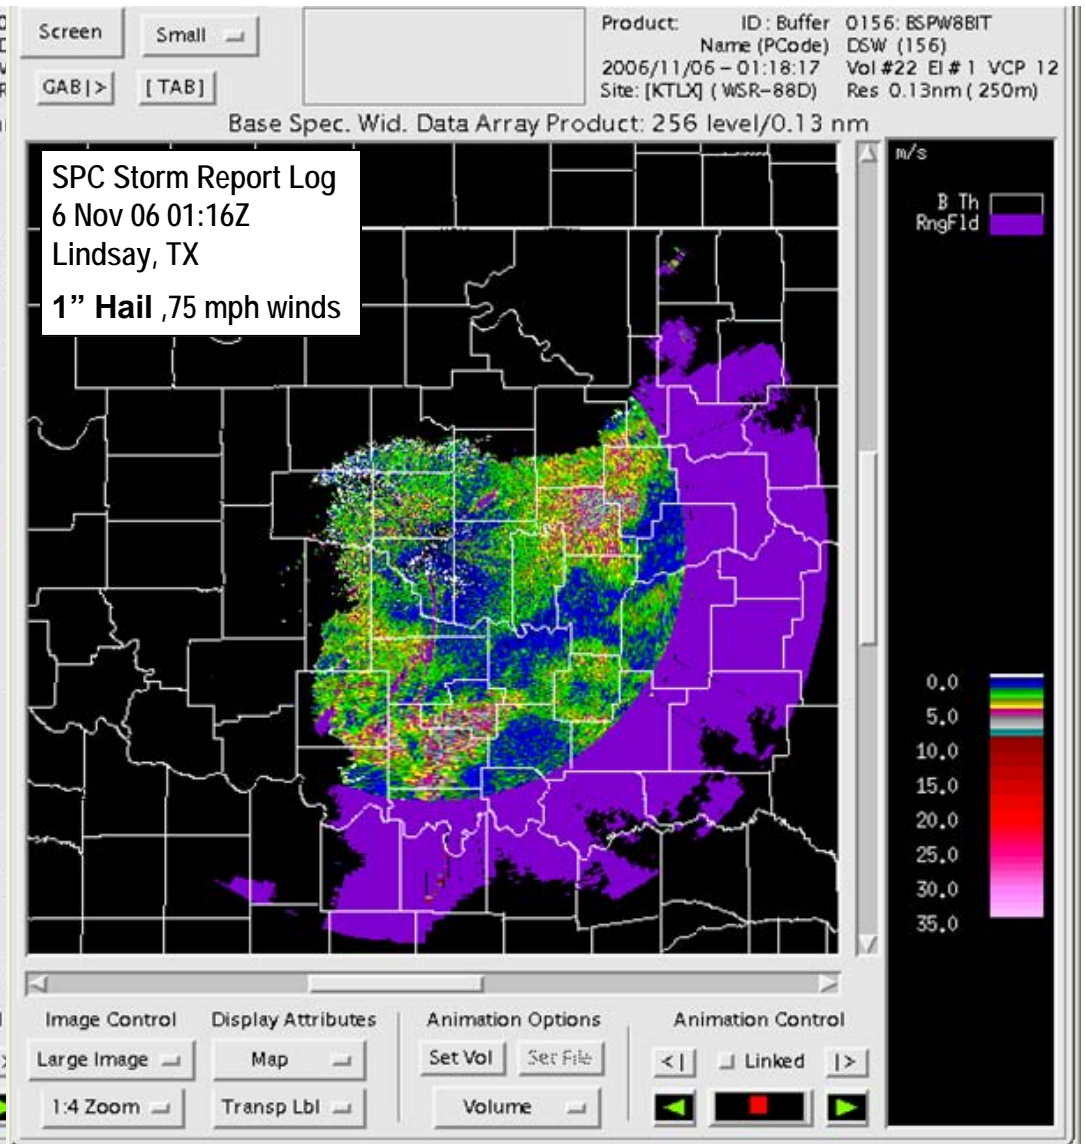 Screen
Small
GAB|>
[TAB]
Product: ID: Buffer 0156: BSPW8BIT
Name (PCode) DSW (156)
2006/11/06 – 01:18:17 Vol #22 El # 1 VCP 12
Site: [KTLX] ( WSR–88D) Res 0.13nm ( 250m)
Base Spec. Wid. Data Array Product: 256 level/0.13 nm
SPC Storm Report Log
6 Nov 06 01:16Z
Lindsay, TX
1” Hail ,75 mph winds
m/s
B Th
RngFld
0.0
5.0
10.0
15.0
20.0
25.0
30.0
35.0
Image Control
Display Attributes
Animation Options
Animation Control
Large Image
Map
Set Vol
Set File
<|
Linked
|>
1:4 Zoom
Transp Lbl
Volume